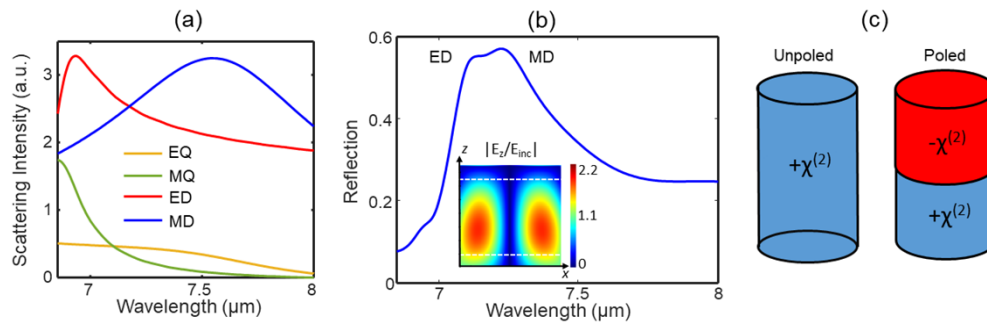 (a)
Scattering Intensity (a.u.)
3
2
1
0
EQ
MQ
ED
MD
7
7.5
8
Wavelength (μm)
(b)
Reflection
0.6
0.4
0.2
0
ED
MD
z
|E_z/E_inc|
2.2
1.1
0
x
7
7.5
8
Wavelength (μm)
(c)
Unpoled
+χ⁽²⁾
Poled
-χ⁽²⁾
+χ⁽²⁾